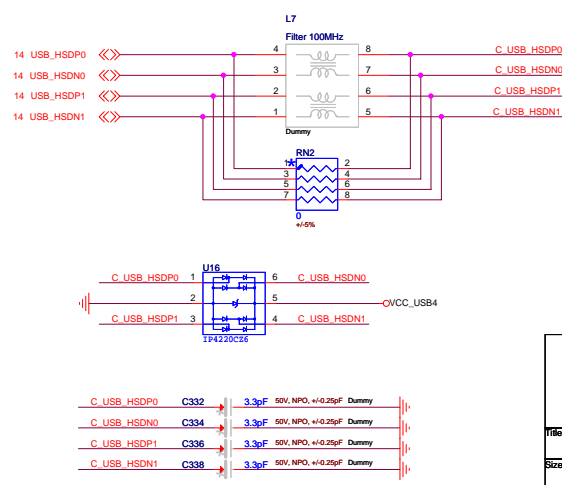 L7
Filter 100MHz
14 USB_HSDP0 4 8 C_USB_HSDP0
14 USB_HSDN0 3 7 C_USB_HSDN0
14 USB_HSDP1 2 6 C_USB_HSDP1
14 USB_HSDN1 1 5 C_USB_HSDN1
Dummy
RN2
1 * 2
3 4
5 6
7 8
0
+/-5%
U16
C_USB_HSDP0 1 6 C_USB_HSDN0
2 5 VCC_USB4
C_USB_HSDP1 3 4 C_USB_HSDN1
IP4220CZ6
C_USB_HSDP0 C332 * 3.3pF 50V, NPO, +/-0.25pF Dummy
C_USB_HSDN0 C334 * 3.3pF 50V, NPO, +/-0.25pF Dummy
C_USB_HSDP1 C336 * 3.3pF 50V, NPO, +/-0.25pF Dummy
C_USB_HSDN1 C338 * 3.3pF 50V, NPO, +/-0.25pF Dummy
Title
Size